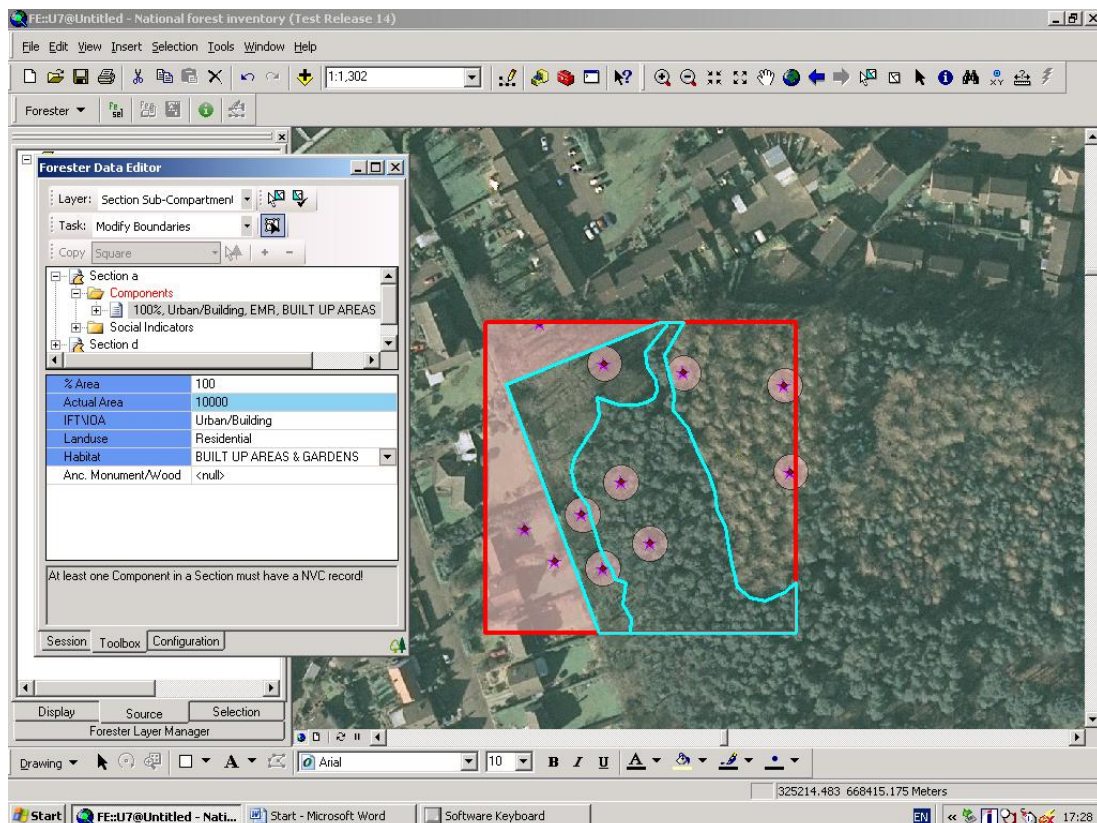 FE::U7@Untitled - National forest inventory (Test Release 14)
File Edit View Insert Selection Tools Window Help
1:1,302
Forester
Forester Data Editor
Layer: Section Sub-Compartment
Task: Modify Boundaries
Copy Square
Section a
Components
100%, Urban/Building, EMR, BUILT UP AREAS
Social Indicators
Section d
% Area 100
Actual Area 10000
IFT\IOA Urban/Building
Landuse Residential
Habitat BUILT UP AREAS & GARDENS
Anc. Monument/Wood <null>
At least one Component in a Section must have a NVC record!
Session Toolbox Configuration
Display Source Selection
Forester Layer Manager
Drawing A Arial 10 B I U A
325214.483 668415.175 Meters
Start FE::U7@Untitled - Nati... Start - Microsoft Word Software Keyboard EN « 17:28